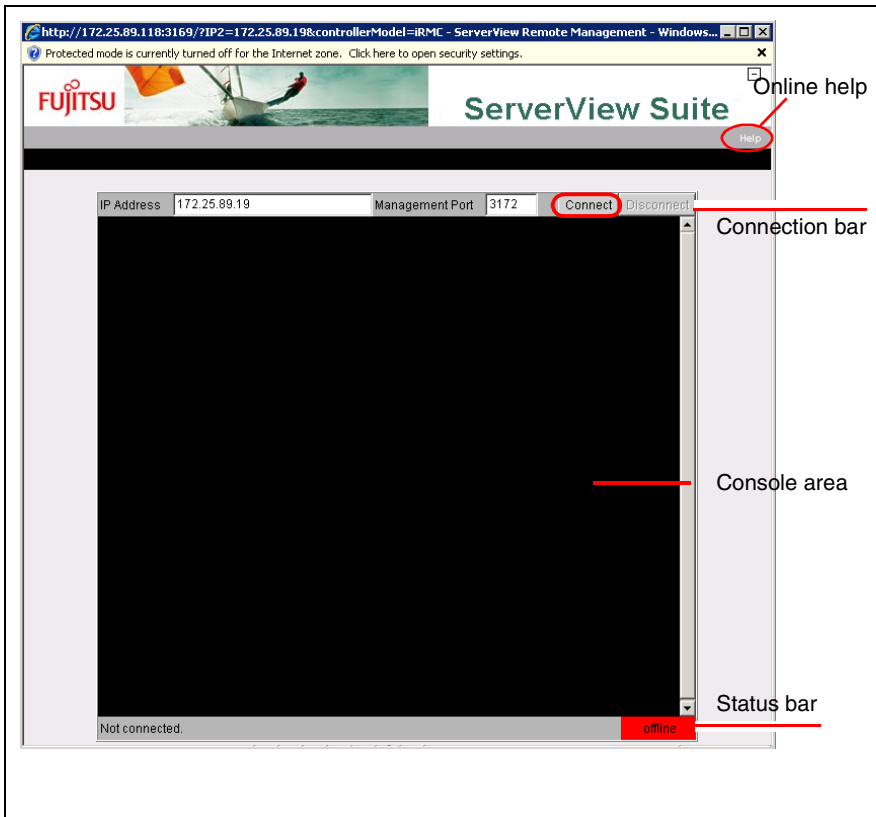 http://172.25.89.118:3169/?IP2=172.25.89.19&controllerModel=iRMC - ServerView Remote Management - Windows...
Protected mode is currently turned off for the Internet zone. Click here to open security settings.
Online help
FUJITSU
ServerView Suite
Help
IP Address 172.25.89.19 Management Port 3172 Connect Disconnect
Connection bar
Console area
Status bar
Not connected. offline